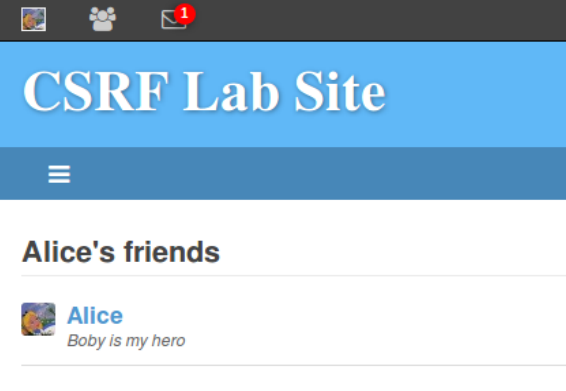 1
CSRF Lab Site
Alice's friends
Alice
Boby is my hero